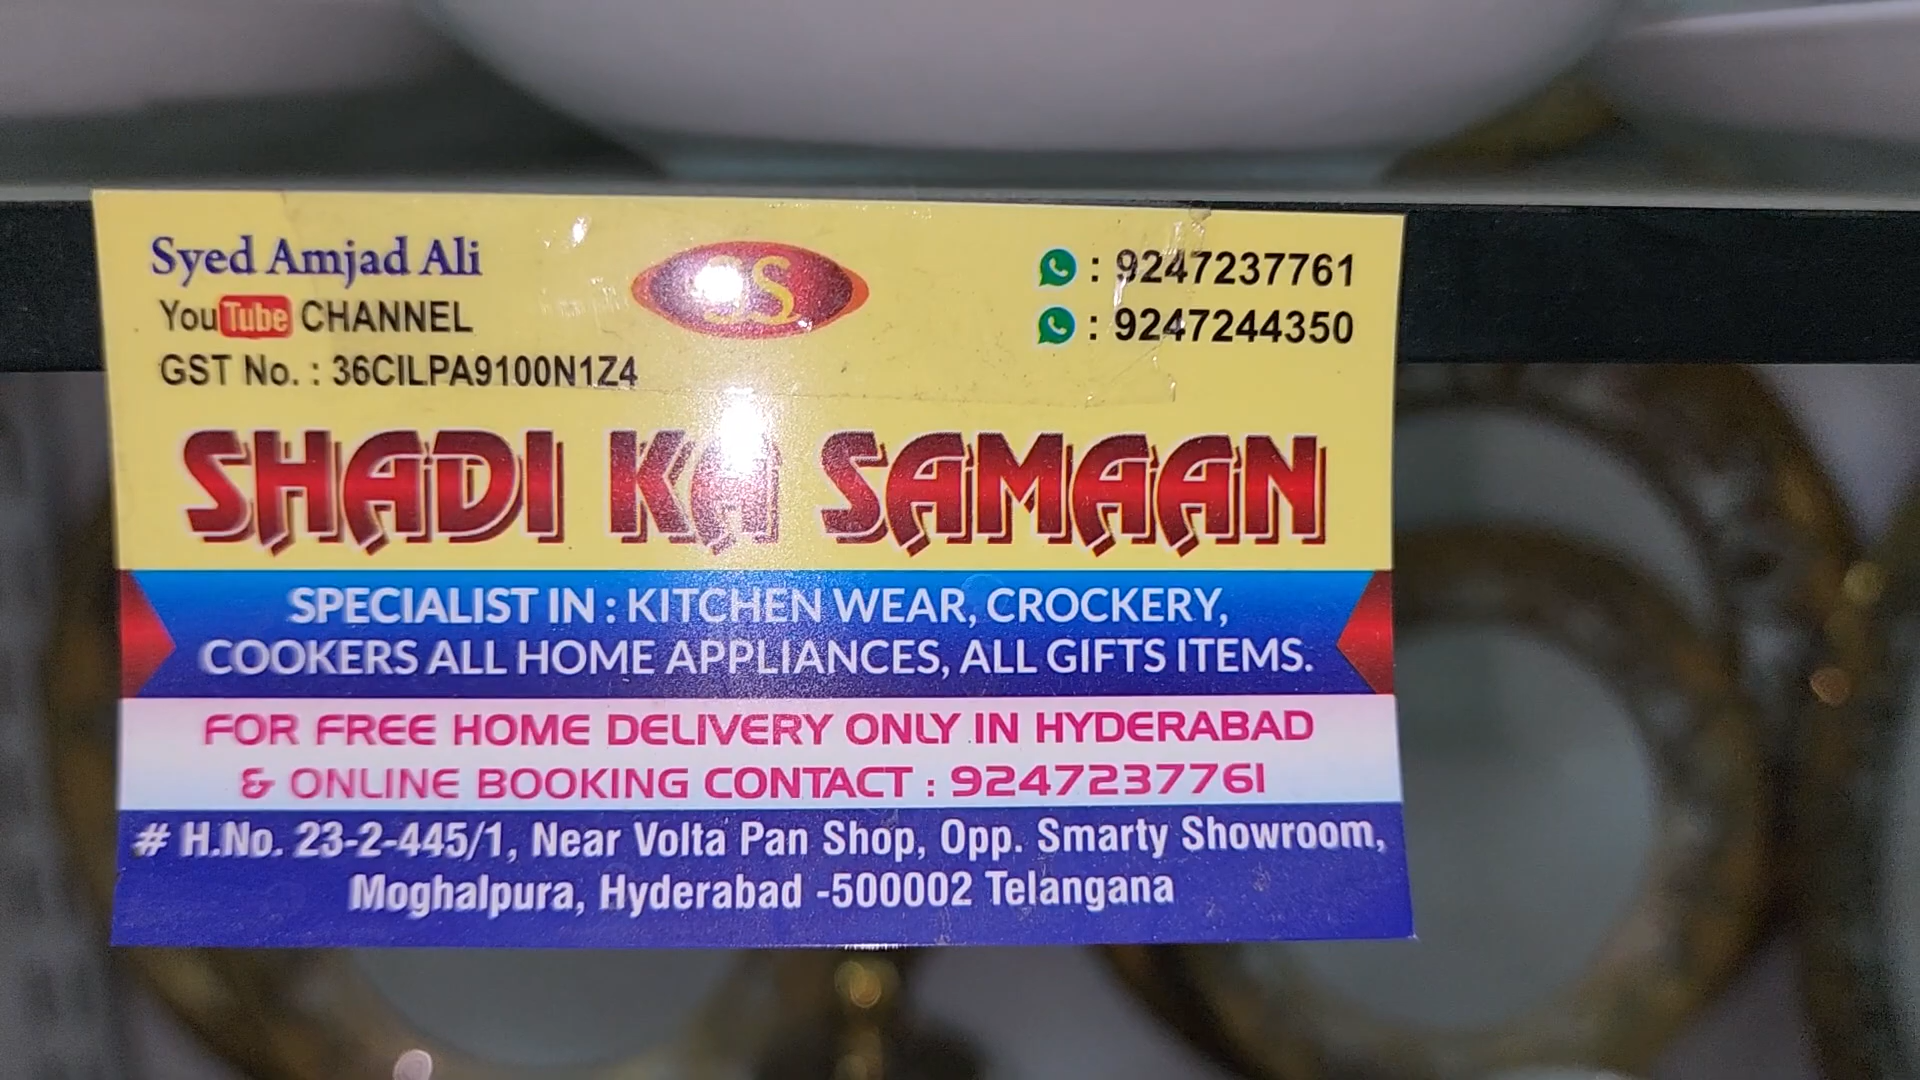 Syed Amjad Ali
YouTube CHANNEL
GST No. : 36CILPA9100N1Z4
SS
: 9247237761
: 9247244350
SHADI KA SAMAAN
SPECIALIST IN : KITCHEN WEAR, CROCKERY,
COOKERS ALL HOME APPLIANCES, ALL GIFTS ITEMS.
FOR FREE HOME DELIVERY ONLY IN HYDERABAD
& ONLINE BOOKING CONTACT : 9247237761
# H.No. 23-2-445/1, Near Volta Pan Shop, Opp. Smarty Showroom,
Moghalpura, Hyderabad -500002 Telangana